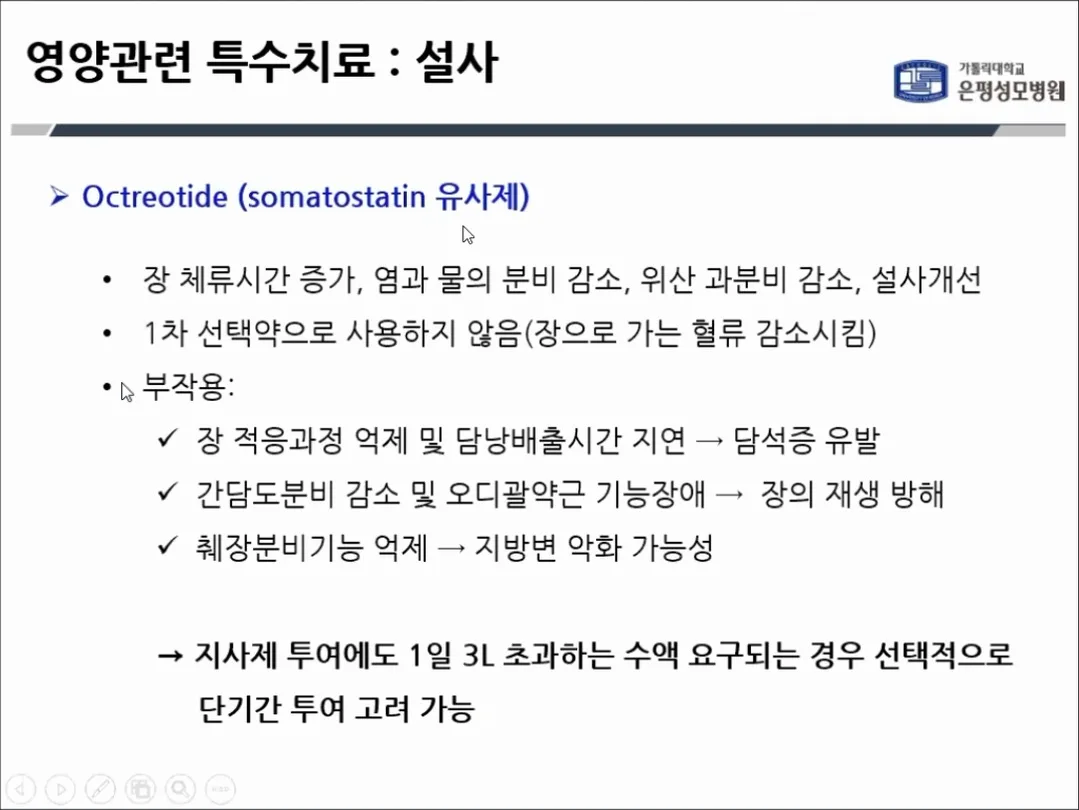 영양관련 특수치료 : 설사
가톨릭대학교
은평성모병원
➢ Octreotide (somatostatin 유사제)
• 장 체류시간 증가, 염과 물의 분비 감소, 위산 과분비 감소, 설사개선
• 1차 선택약으로 사용하지 않음(장으로 가는 혈류 감소시킴)
• 부작용:
✓ 장 적응과정 억제 및 담낭배출시간 지연 → 담석증 유발
✓ 간담도분비 감소 및 오디괄약근 기능장애 → 장의 재생 방해
✓ 췌장분비기능 억제 → 지방변 악화 가능성
→ 지사제 투여에도 1일 3L 초과하는 수액 요구되는 경우 선택적으로
단기간 투여 고려 가능